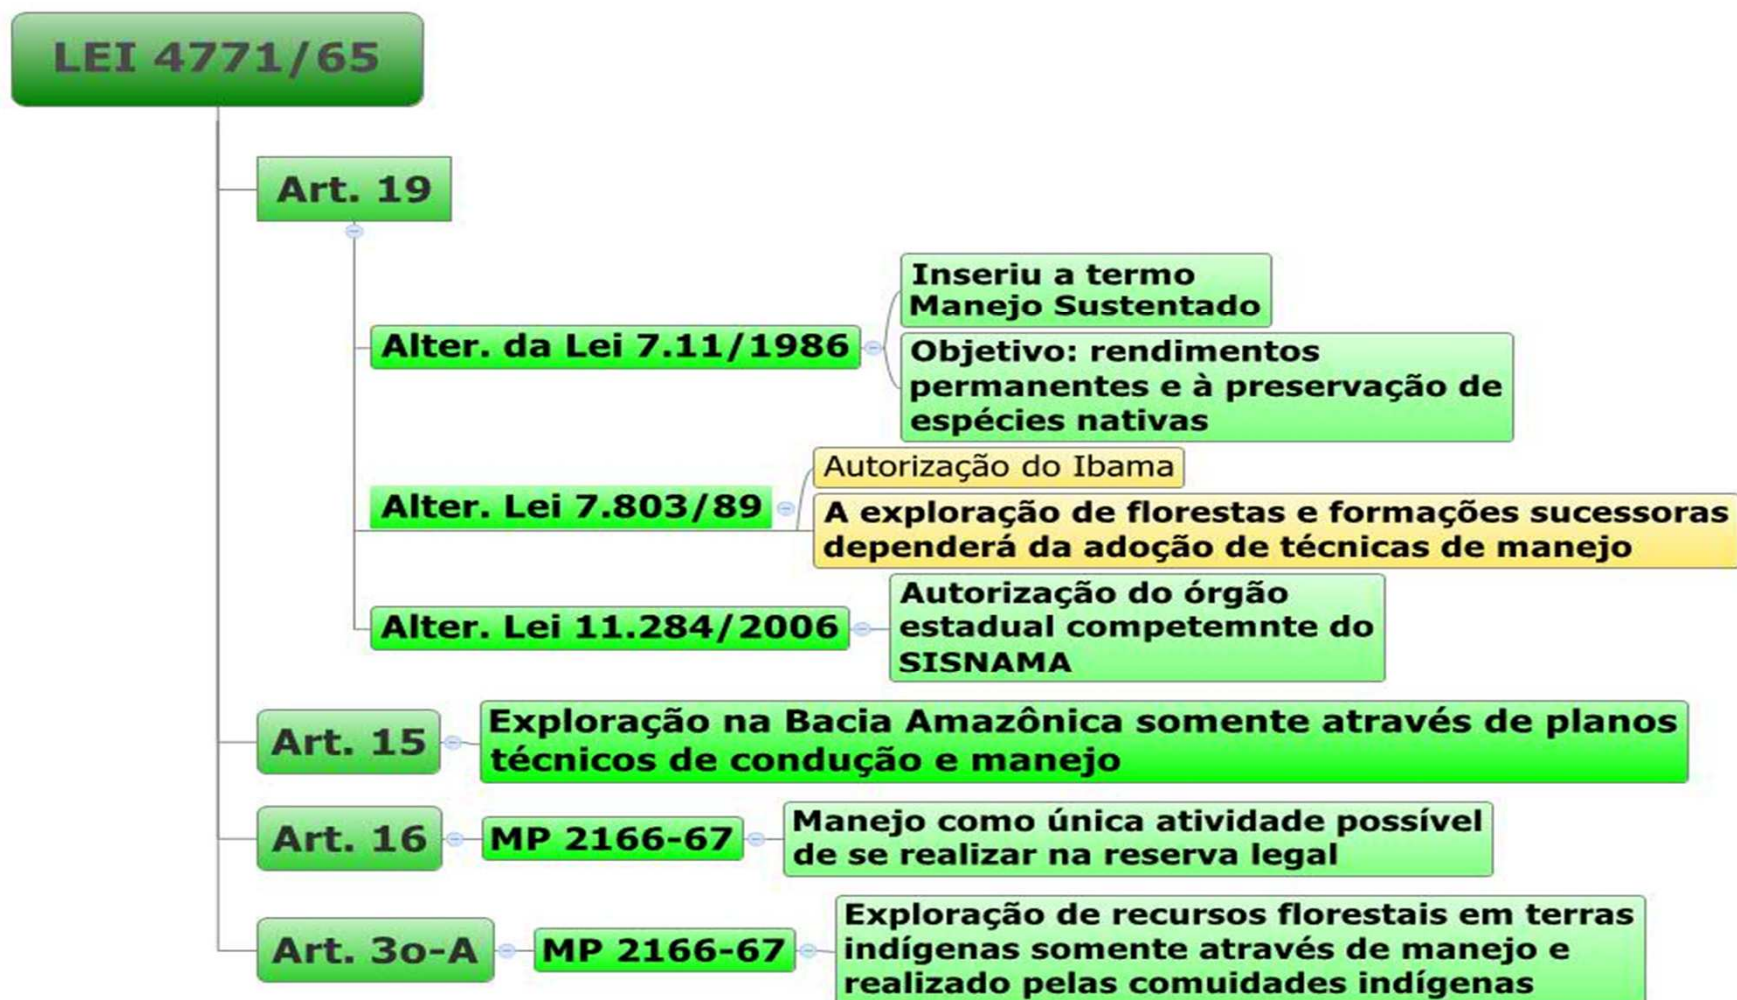 LEI 4771/65
Art. 19
Alter. da Lei 7.11/1986
Inseriu a termo
Manejo Sustentado
Objetivo: rendimentos
permanentes e à preservação de
espécies nativas
Alter. Lei 7.803/89
Autorização do Ibama
A exploração de florestas e formações sucessoras
dependerá da adoção de técnicas de manejo
Alter. Lei 11.284/2006
Autorização do órgão
estadual competemnte do
SISNAMA
Art. 15
Exploração na Bacia Amazônica somente através de planos
técnicos de condução e manejo
Art. 16
MP 2166-67
Manejo como única atividade possível
de se realizar na reserva legal
Art. 3o-A
MP 2166-67
Exploração de recursos florestais em terras
indígenas somente através de manejo e
realizado pelas comuidades indígenas